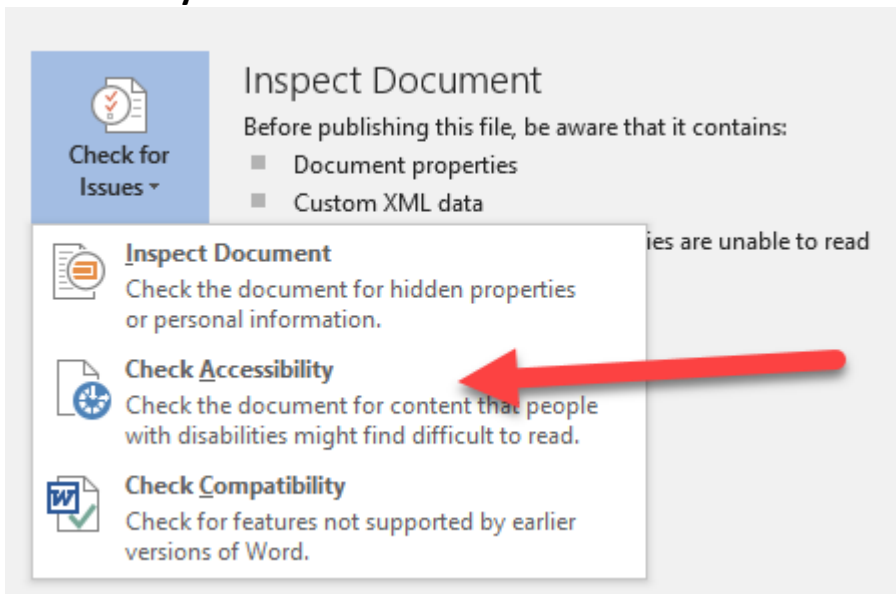 Inspect Document
Before publishing this file, be aware that it contains:
Check for
Issues
Document properties
Custom XML data
ies are unable to read
Inspect Document
Check the document for hidden properties
or personal information.
Check Accessibility
Check the document for content that people
with disabilities might find difficult to read.
Check Compatibility
Check for features not supported by earlier
versions of Word.